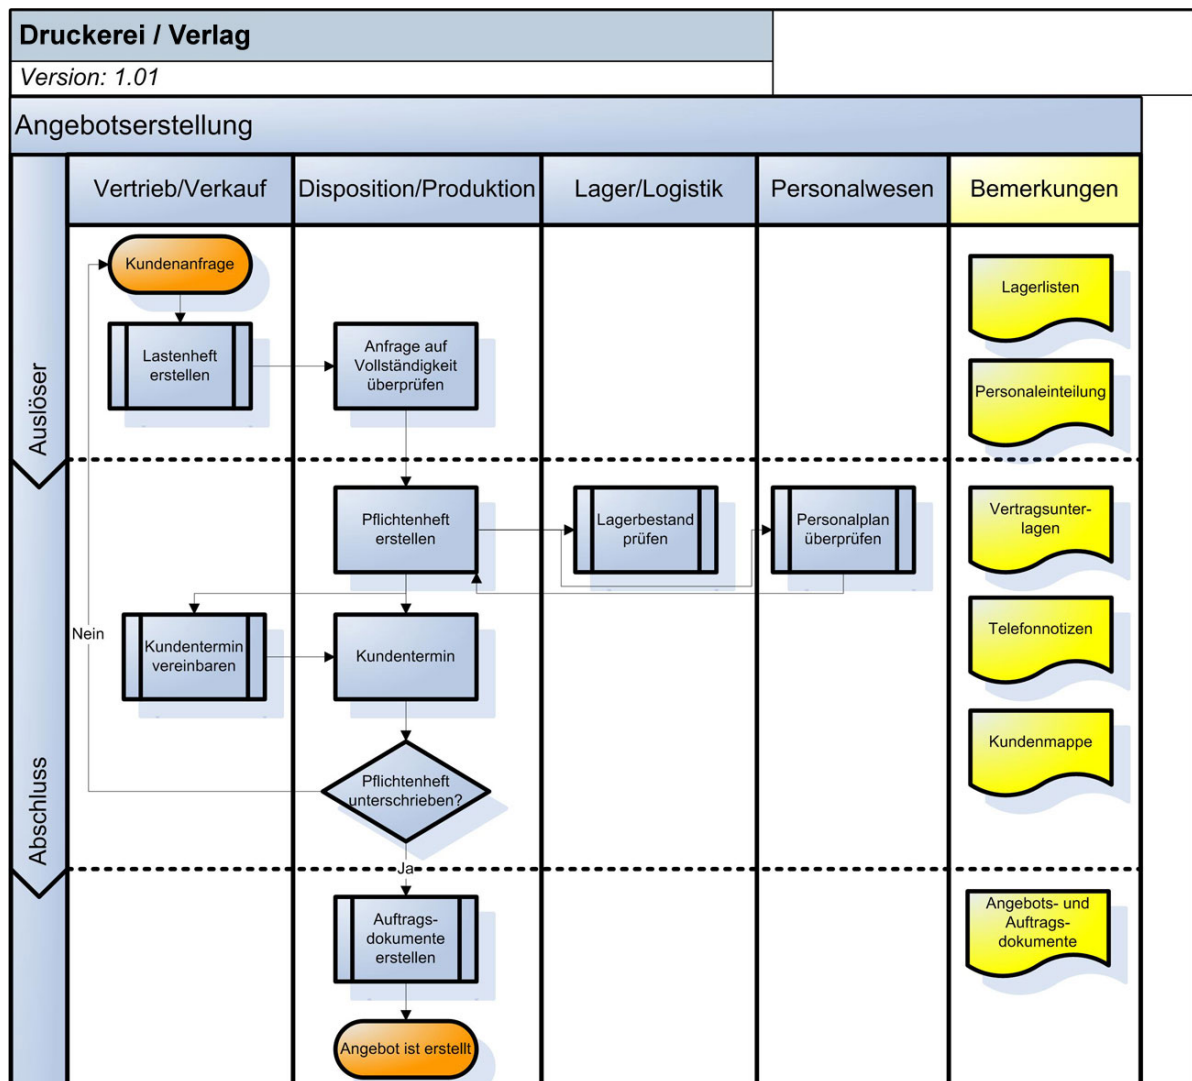 Druckerei / Verlag
Version: 1.01
Angebotserstellung
Vertrieb/Verkauf
Disposition/Produktion
Lager/Logistik
Personalwesen
Bemerkungen
Auslöser
Kundenanfrage
Lagerlisten
Lastenheft
erstellen
Anfrage auf
Vollständigkeit
überprüfen
Personaleinteilung
Abschluss
Pflichtenheft
erstellen
Lagerbestand
prüfen
Personalplan
überprüfen
Vertragsunter-
lagen
Nein
Kundentermin
vereinbaren
Kundentermin
Telefonnotizen
Pflichtenheft
unterschrieben?
Kundenmappe
Ja
Auftrags-
dokumente
erstellen
Angebots- und
Auftrags-
dokumente
Angebot ist erstellt